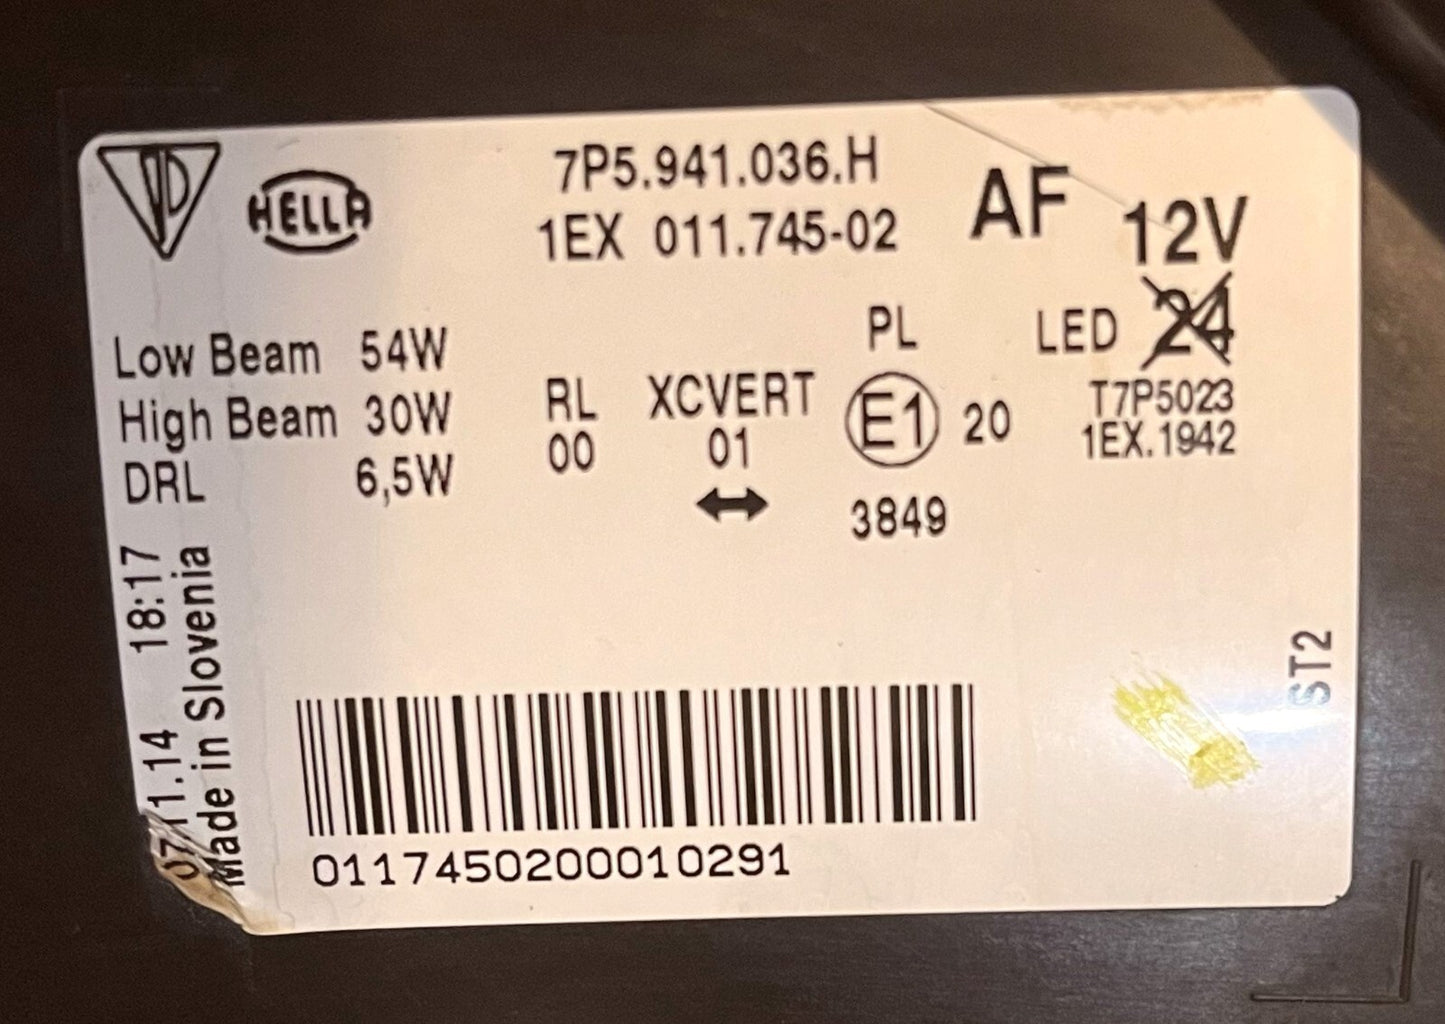 HELLA
7P5.941.036.H
1EX 011.745-02
AF
12V
Low Beam 54W
High Beam 30W
DRL 6,5W
RL
00
XCVERT
01
PL
E1 20
3849
LED 24
T7P5023
1EX.1942
07.11.14 18:17
Made in Slovenia
ST2
01174502000010291